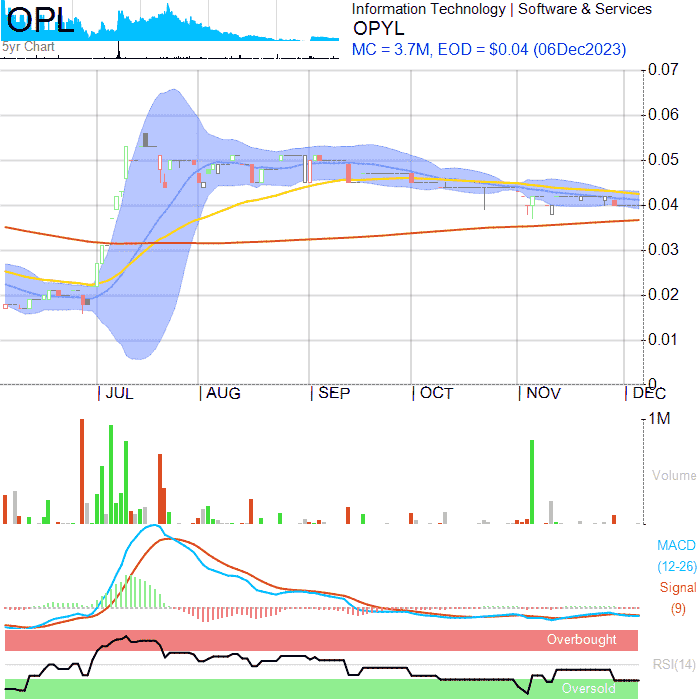 OPL
5yr Chart
Information Technology | Software & Services
OPYL
MC = 3.7M, EOD = $0.04 (06Dec2023)
0.07
0.06
0.05
0.04
0.03
0.02
0.01
0
JUL AUG SEP OCT NOV DEC
1M
Volume
MACD
(12-26)
Signal
(9)
Overbought
RSI(14)
Oversold